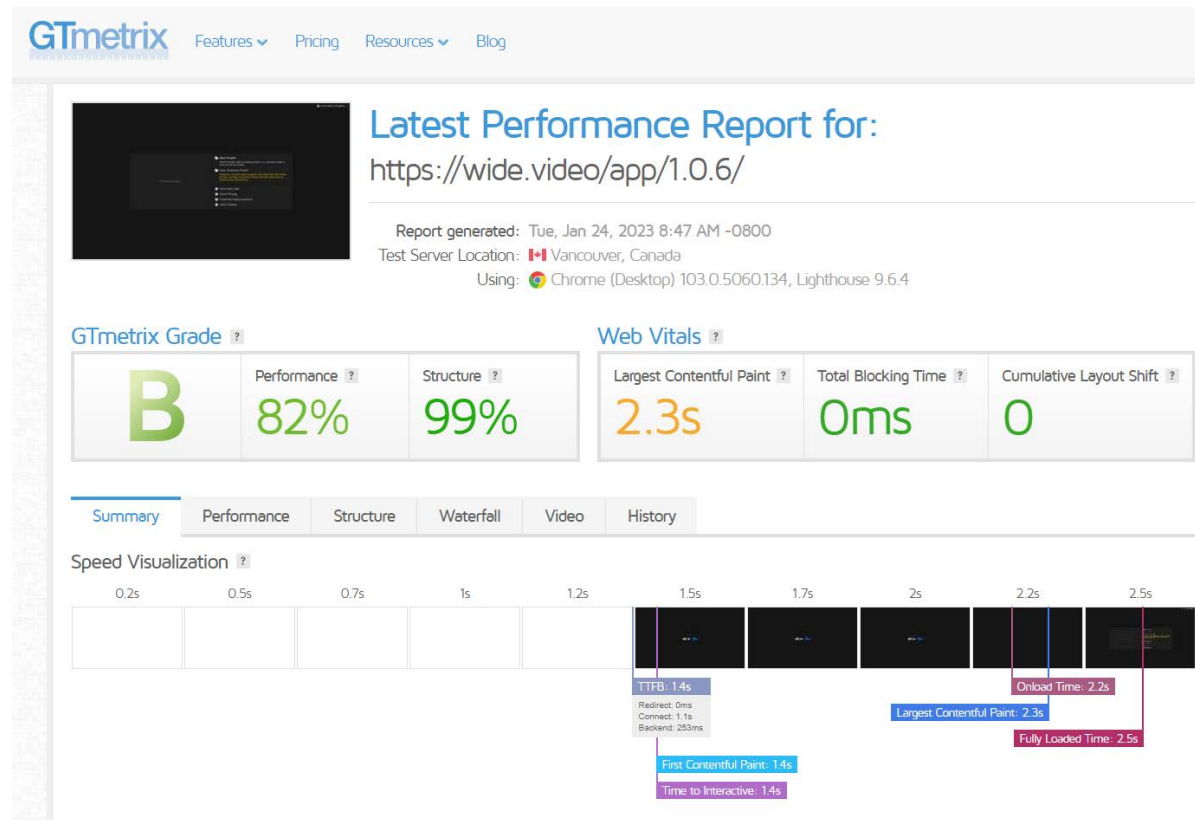 GTmetrix
Features Pricing Resources Blog
Latest Performance Report for:
https://wide.video/app/1.0.6/
Report generated: Tue, Jan 24, 2023 8:47 AM -0800
Test Server Location: Vancouver, Canada
Using: Chrome (Desktop) 103.0.5060.134, Lighthouse 9.6.4
GTmetrix Grade ?
Web Vitals ?
B
Performance ?
82%
Structure ?
99%
Largest Contentful Paint ?
2.3s
Total Blocking Time ?
0ms
Cumulative Layout Shift ?
0
Summary Performance Structure Waterfall Video History
Speed Visualization ?
0.2s 0.5s 0.7s 1s 1.2s 1.5s 1.7s 2s 2.2s 2.5s
TTFB: 1.4s
Redirect: 0ms
Connect: 1.1s
Backend: 253ms
Onload Time: 2.2s
Largest Contentful Paint: 2.3s
Fully Loaded Time: 2.5s
First Contentful Paint: 1.4s
Time to Interactive: 1.4s